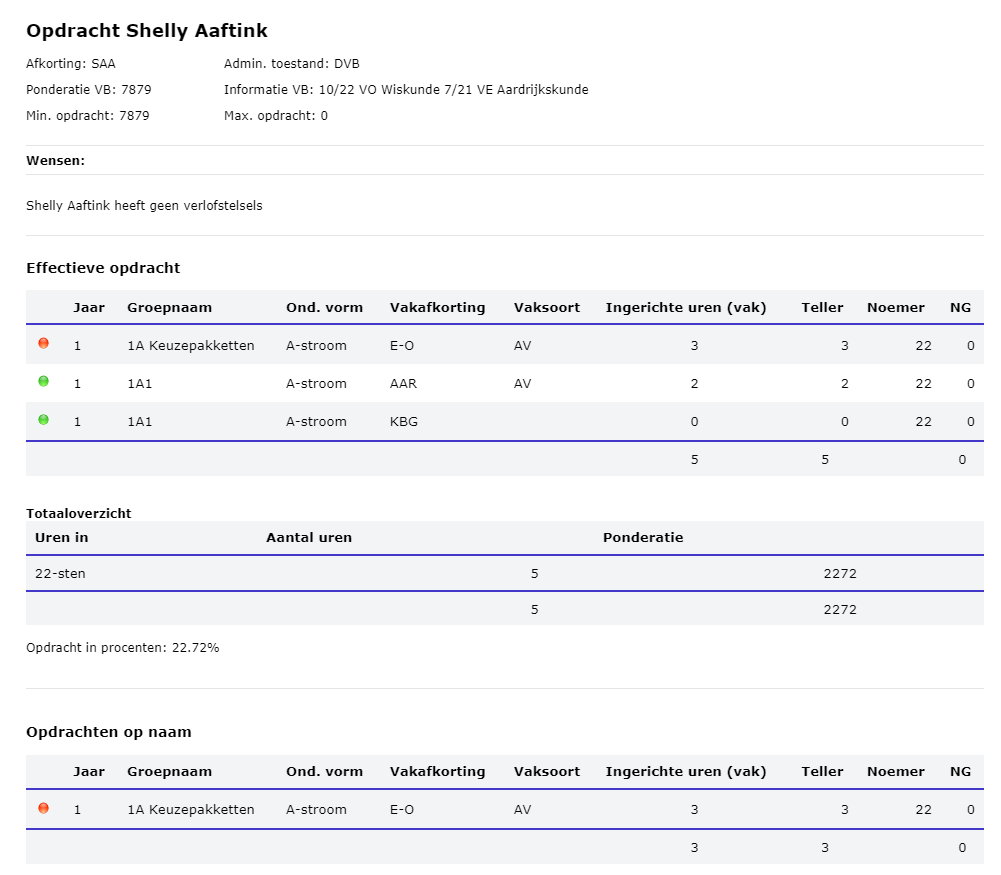 Opdracht Shelly Aaftink
Afkorting: SAA Admin. toestand: DVB
Ponderatie VB: 7879 Informatie VB: 10/22 VO Wiskunde 7/21 VE Aardrijkskunde
Min. opdracht: 7879 Max. opdracht: 0
Wensen:
Shelly Aaftink heeft geen verlofstelsels
Effectieve opdracht
Jaar Groepnaam Ond. vorm Vakafkorting Vaksoort Ingerichte uren (vak) Teller Noemer NG
1 1A Keuzepakketten A-stroom E-O AV 3 3 22 0
1 1A1 A-stroom AAR AV 2 2 22 0
1 1A1 A-stroom KBG 0 0 22 0
5 5 0
Totaaloverzicht
Uren in Aantal uren Ponderatie
22-sten 5 2272
5 2272
Opdracht in procenten: 22.72%
Opdrachten op naam
Jaar Groepnaam Ond. vorm Vakafkorting Vaksoort Ingerichte uren (vak) Teller Noemer NG
1 1A Keuzepakketten A-stroom E-O AV 3 3 22 0
3 3 0